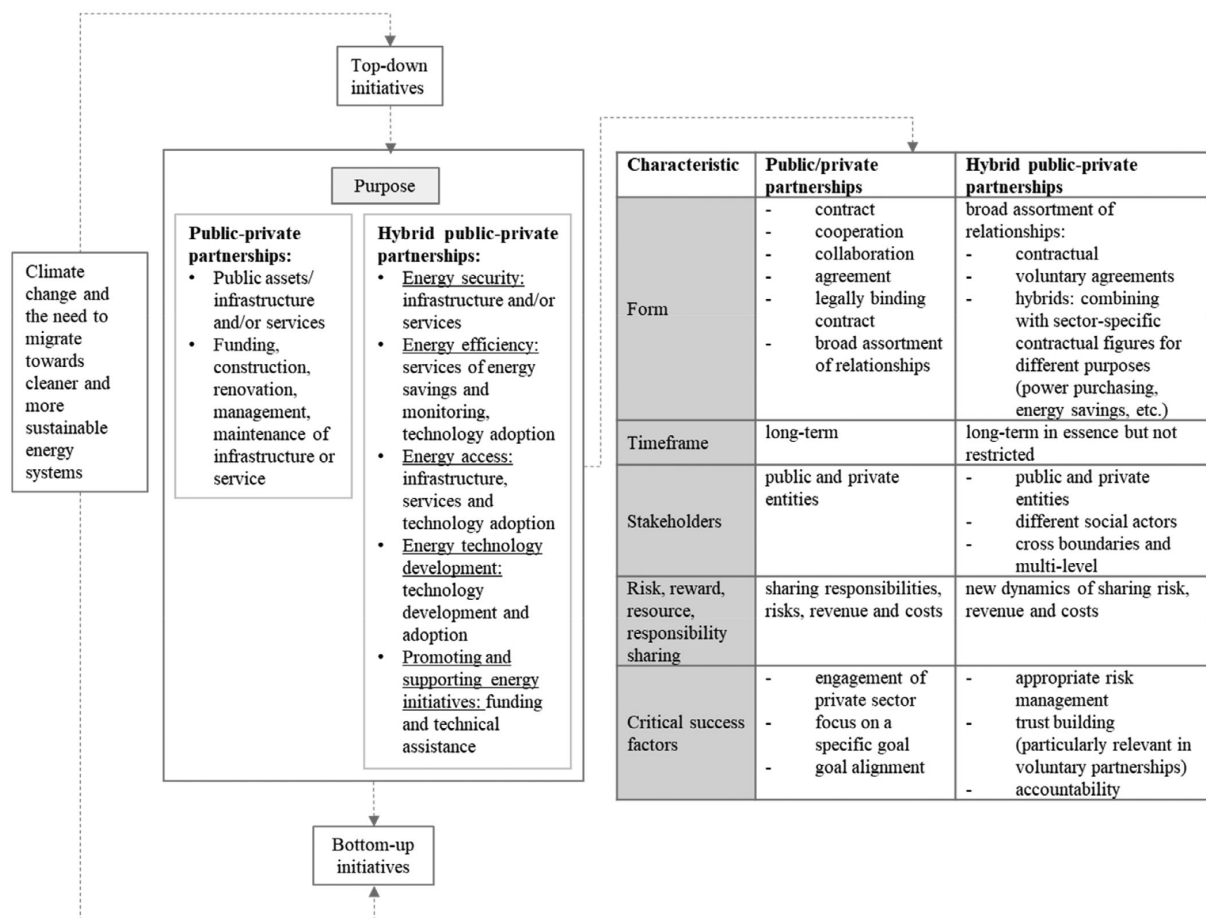 Top-down
initiatives
Climate
change and
the need to
migrate
towards
cleaner and
more
sustainable
energy
systems
Purpose
Public-private
partnerships:
• Public assets/
infrastructure
and/or services
• Funding,
construction,
renovation,
management,
maintenance of
infrastructure or
service
Hybrid public-private
partnerships:
• Energy security:
infrastructure and/or
services
• Energy efficiency:
services of energy
savings and
monitoring,
technology adoption
• Energy access:
infrastructure,
services and
technology adoption
• Energy technology
development:
technology
development and
adoption
• Promoting and
supporting energy
initiatives: funding
and technical
assistance
Bottom-up
initiatives
Characteristic
Public/private
partnerships
Hybrid public-private
partnerships
Form
- contract
- cooperation
- collaboration
- agreement
- legally binding
contract
- broad assortment
of relationships
broad assortment of
relationships:
- contractual
- voluntary agreements
- hybrids: combining
with sector-specific
contractual figures for
different purposes
(power purchasing,
energy savings, etc.)
Timeframe
long-term
long-term in essence but not
restricted
Stakeholders
public and private
entities
- public and private
entities
- different social actors
- cross boundaries and
multi-level
Risk, reward,
resource,
responsibility
sharing
sharing responsibilities,
risks, revenue and costs
new dynamics of sharing risk,
revenue and costs
Critical success
factors
- engagement of
private sector
- focus on a
specific goal
- goal alignment
- appropriate risk
management
- trust building
(particularly relevant in
voluntary partnerships)
- accountability